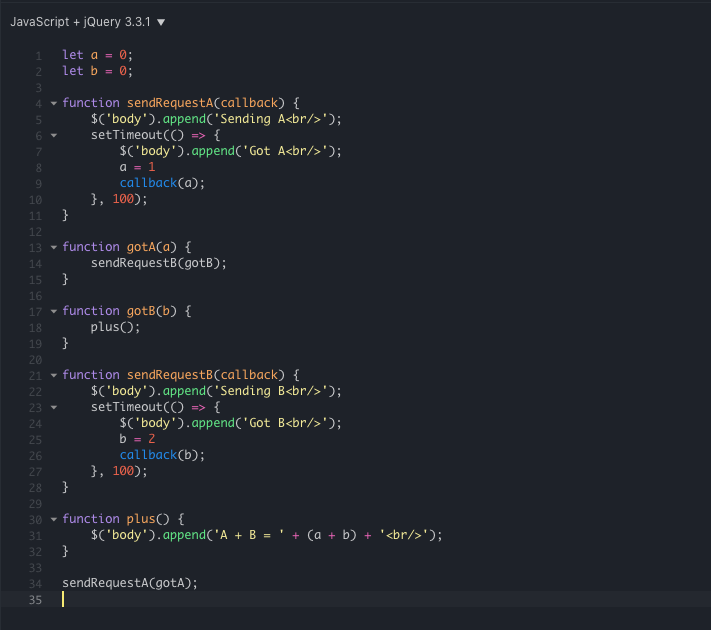 JavaScript + jQuery 3.3.1 ▼
1 let a = 0;
2 let b = 0;
3
4 function sendRequestA(callback) {
5     $('body').append('Sending A<br/>');
6     setTimeout(() => {
7         $('body').append('Got A<br/>');
8         a = 1
9         callback(a);
10     }, 100);
11 }
12
13 function gotA(a) {
14     sendRequestB(gotB);
15 }
16
17 function gotB(b) {
18     plus();
19 }
20
21 function sendRequestB(callback) {
22     $('body').append('Sending B<br/>');
23     setTimeout(() => {
24         $('body').append('Got B<br/>');
25         b = 2
26         callback(b);
27     }, 100);
28 }
29
30 function plus() {
31     $('body').append('A + B = ' + (a + b) + '<br/>');
32 }
33
34 sendRequestA(gotA);
35